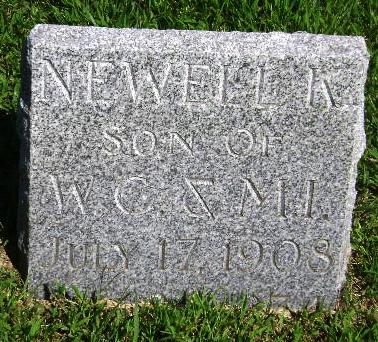 NEWELL K.
SON OF
W. C. & M. I.
JULY 17, 1908